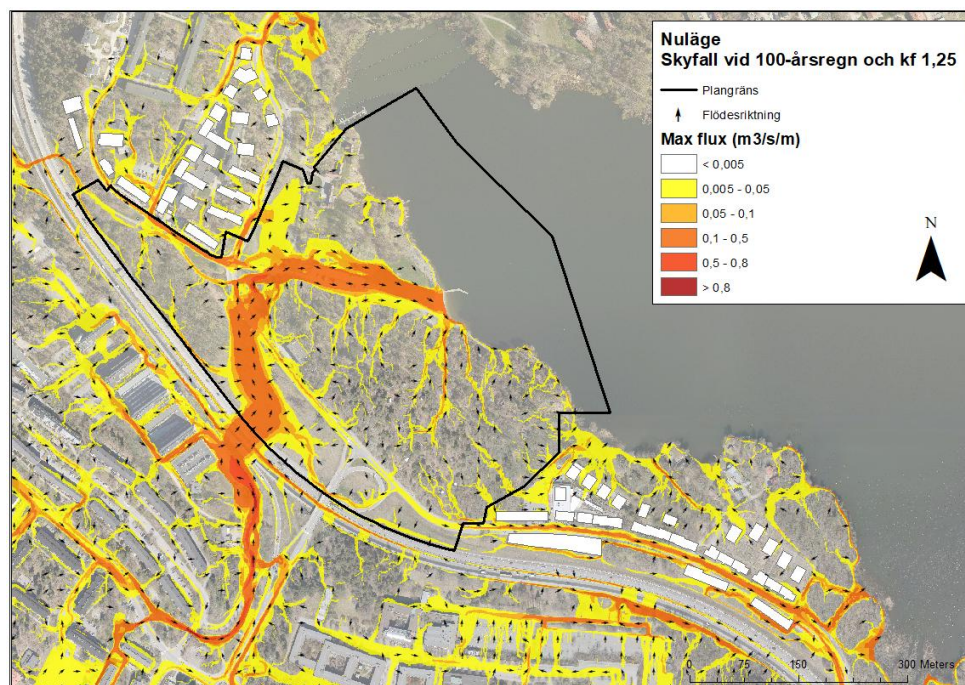 Nuläge
Skyfall vid 100-årsregn och kf 1,25
Plangräns
Flödesriktning
Max flux (m3/s/m)
< 0,005
0,005 - 0,05
0,05 - 0,1
0,1 - 0,5
0,5 - 0,8
> 0,8
N
0 75 150 300 Meters